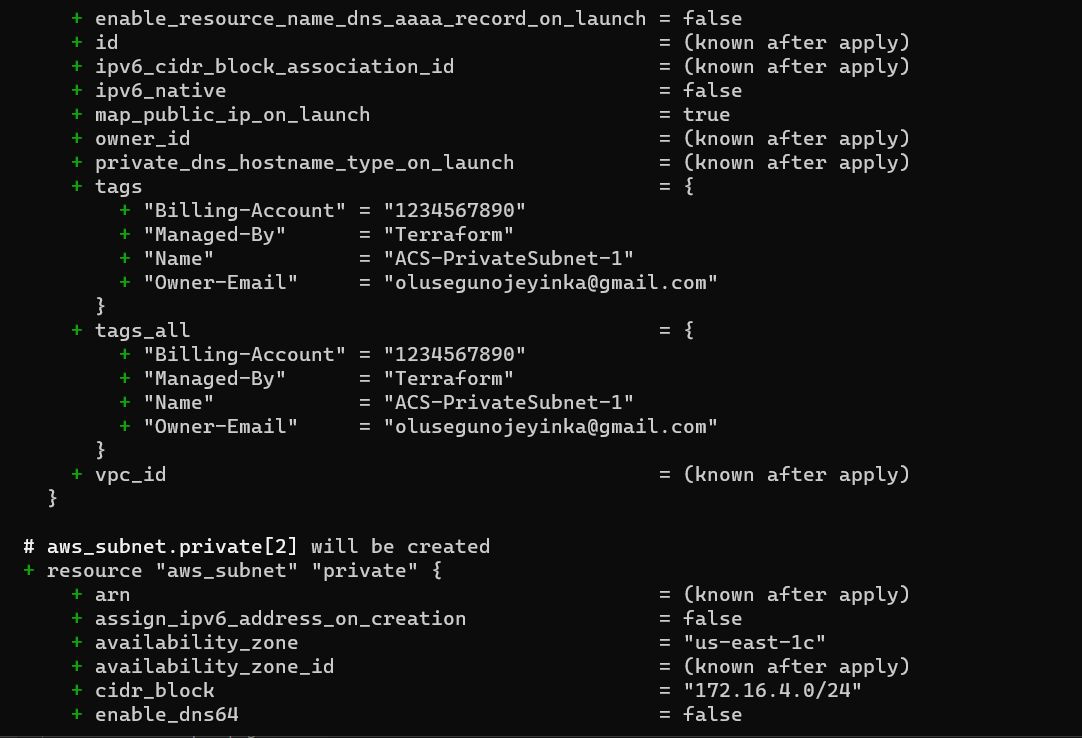 + enable_resource_name_dns_aaaa_record_on_launch = false
+ id = (known after apply)
+ ipv6_cidr_block_association_id = (known after apply)
+ ipv6_native = false
+ map_public_ip_on_launch = true
+ owner_id = (known after apply)
+ private_dns_hostname_type_on_launch = (known after apply)
+ tags = {
+ "Billing-Account" = "1234567890"
+ "Managed-By" = "Terraform"
+ "Name" = "ACS-PrivateSubnet-1"
+ "Owner-Email" = "olusegunojeyinka@gmail.com"
}
+ tags_all = {
+ "Billing-Account" = "1234567890"
+ "Managed-By" = "Terraform"
+ "Name" = "ACS-PrivateSubnet-1"
+ "Owner-Email" = "olusegunojeyinka@gmail.com"
}
+ vpc_id = (known after apply)
}
# aws_subnet.private[2] will be created
+ resource "aws_subnet" "private" {
+ arn = (known after apply)
+ assign_ipv6_address_on_creation = false
+ availability_zone = "us-east-1c"
+ availability_zone_id = (known after apply)
+ cidr_block = "172.16.4.0/24"
+ enable_dns64 = false